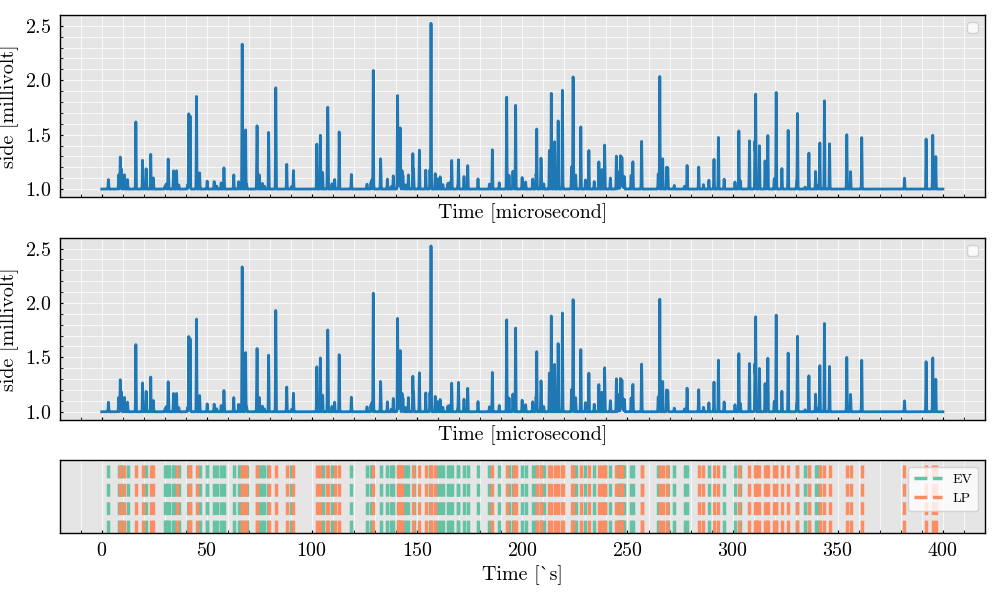 2.5
2.0
1.5
1.0
side [millivolt]
Time [microsecond]
2.5
2.0
1.5
1.0
side [millivolt]
Time [microsecond]
EV
LP
0 50 100 150 200 250 300 350 400
Time [`s]